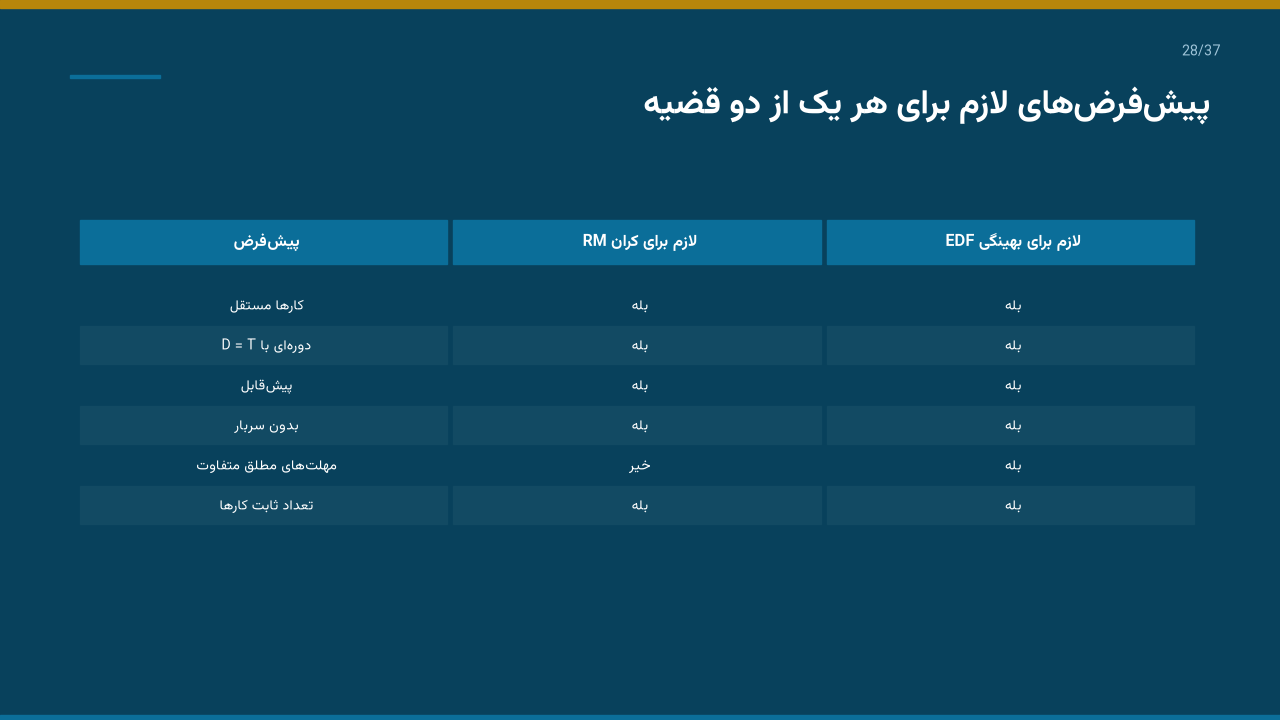 28/37
پیش‌فرض‌های لازم برای هر یک از دو قضیه
لازم برای بهینگی EDF
لازم برای کران RM
پیش‌فرض
بله
بله
کارها مستقل
بله
بله
دوره‌ای با D = T
بله
بله
پیش‌قابل
بله
بله
بدون سربار
بله
خیر
مهلت‌های مطلق متفاوت
بله
بله
تعداد ثابت کارها